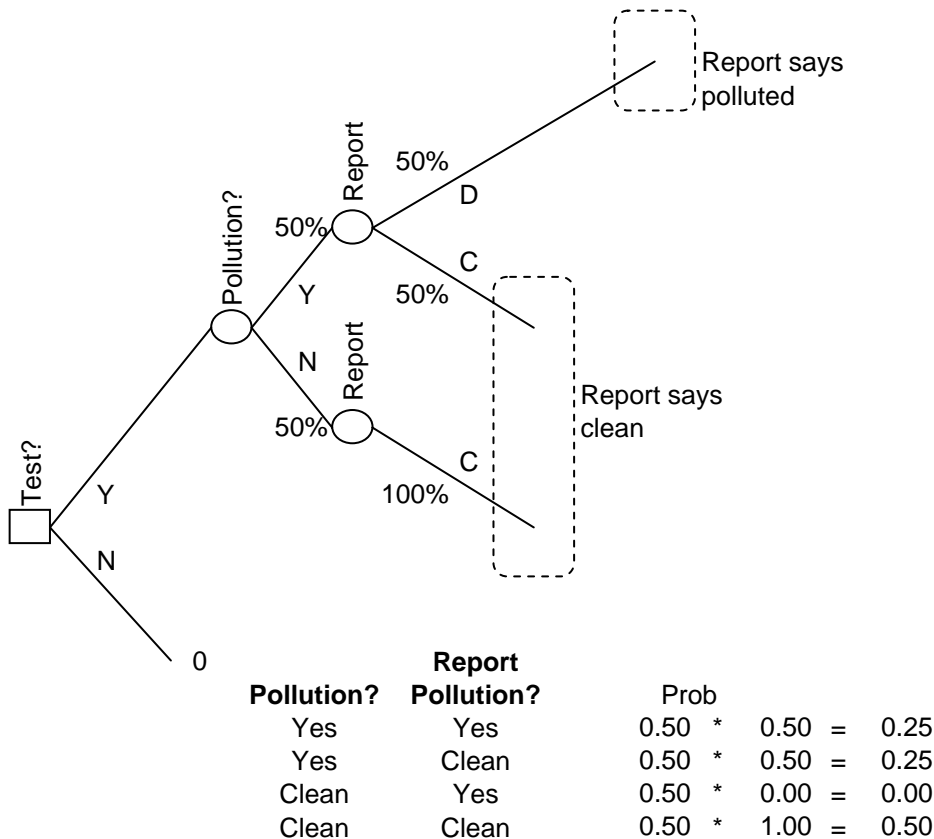 Report says
polluted
50%
D
Report
50%
Pollution?
Y
C
50%
N
Report
50%
Report says
clean
C
100%
Test?
Y
N
0
Report
Pollution? Pollution? Prob
Yes Yes 0.50 * 0.50 = 0.25
Yes Clean 0.50 * 0.50 = 0.25
Clean Yes 0.50 * 0.00 = 0.00
Clean Clean 0.50 * 1.00 = 0.50